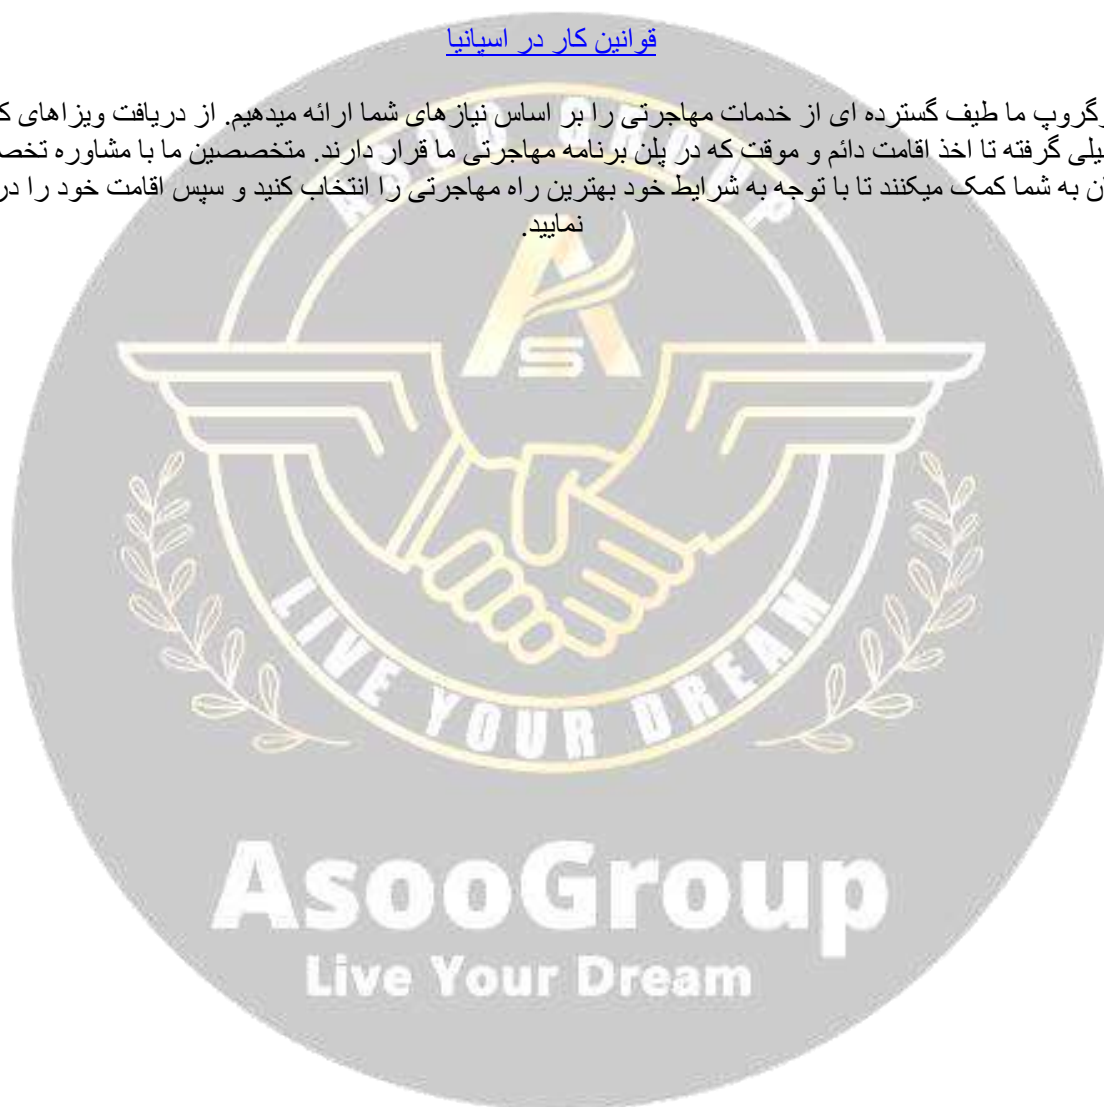 قوانین کار در اسپانیا
گروپ ما طیف گسترده ای از خدمات مهاجرتی را بر اساس نیازهای شما ارائه میدهیم. از دریافت ویزاهای
گرفته تا اخذ اقامت دائم و موقت که در پلن برنامه مهاجرتی ما قرار دارند. متخصصین ما با مشاوره
به شما کمک میکنند تا با توجه به شرایط خود بهترین راه مهاجرتی را انتخاب کنید و سپس اقامت خود را
نمایید.
ASOO GROUP
AS
LIVE YOUR DREAM
AsooGroup
Live Your Dream